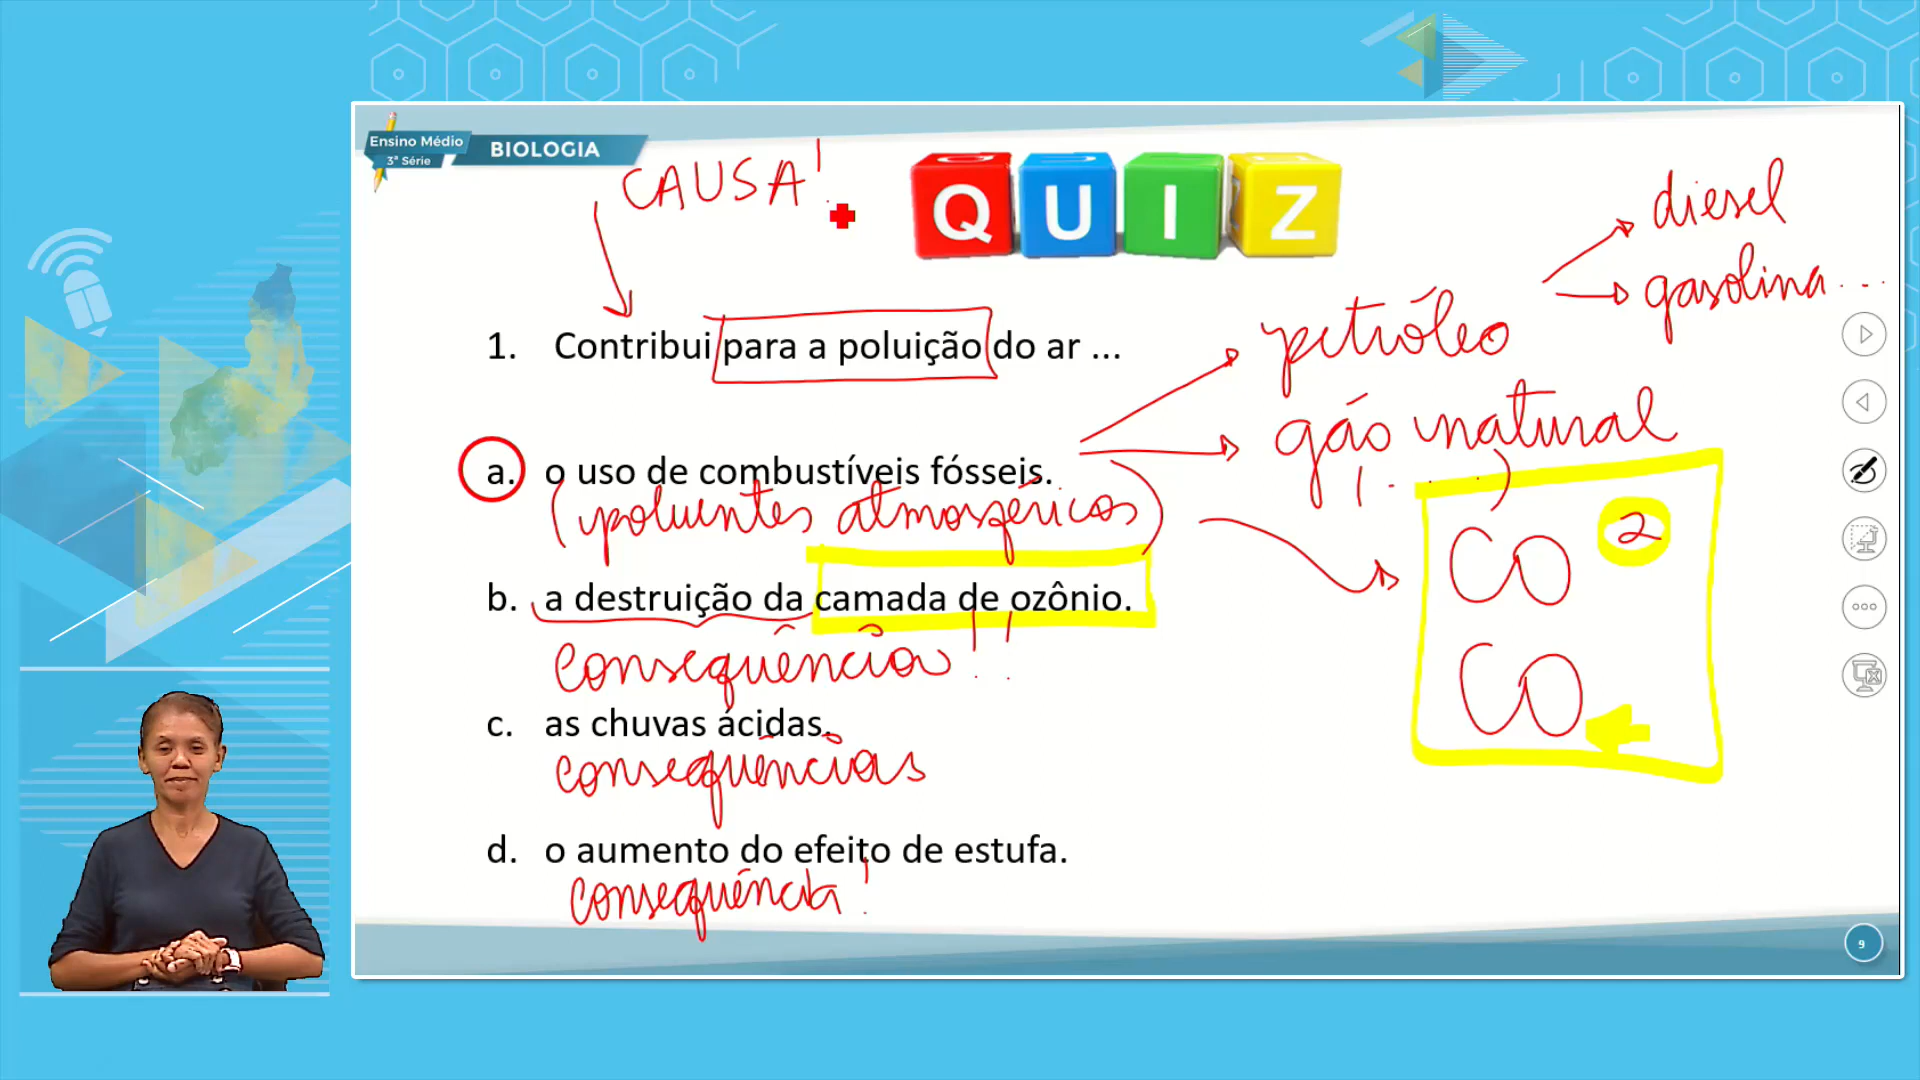 Ensino Médio
3ª Série
BIOLOGIA
CAUSA!
QUIZ
diesel
gasolina...
1. Contribui para a poluição do ar ...
petróleo
gás natural
(...)
a. o uso de combustíveis fósseis.
(poluentes atmosféricos)
CO 2
b. a destruição da camada de ozônio.
consequência!!
CO
c. as chuvas ácidas.
consequências
d. o aumento do efeito de estufa.
consequência!
9